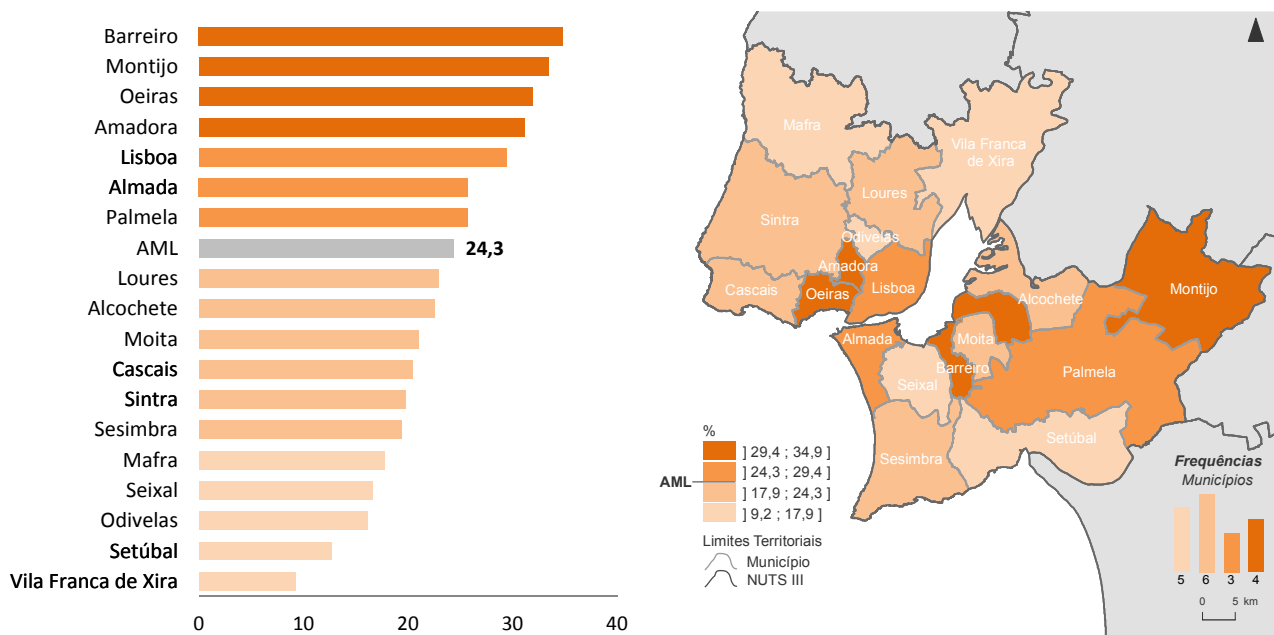 Barreiro
Montijo
Oeiras
Amadora
Lisboa
Almada
Palmela
AML 24,3
Loures
Alcochete
Moita
Cascais
Sintra
Sesimbra
Mafra
Seixal
Odivelas
Setúbal
Vila Franca de Xira
0 10 20 30 40
Mafra
Vila Franca
de Xira
Loures
Sintra
Odivelas
Amadora
Cascais
Oeiras
Lisboa
Alcochete
Montijo
Almada
Moita
Barreiro
Palmela
Seixal
Setúbal
Sesimbra
%
] 29,4 ; 34,9 ]
] 24,3 ; 29,4 ]
AML
] 17,9 ; 24,3 ]
] 9,2 ; 17,9 ]
Limites Territoriais
Município
NUTS III
Frequências
Municípios
5 6 3 4
0 5 km